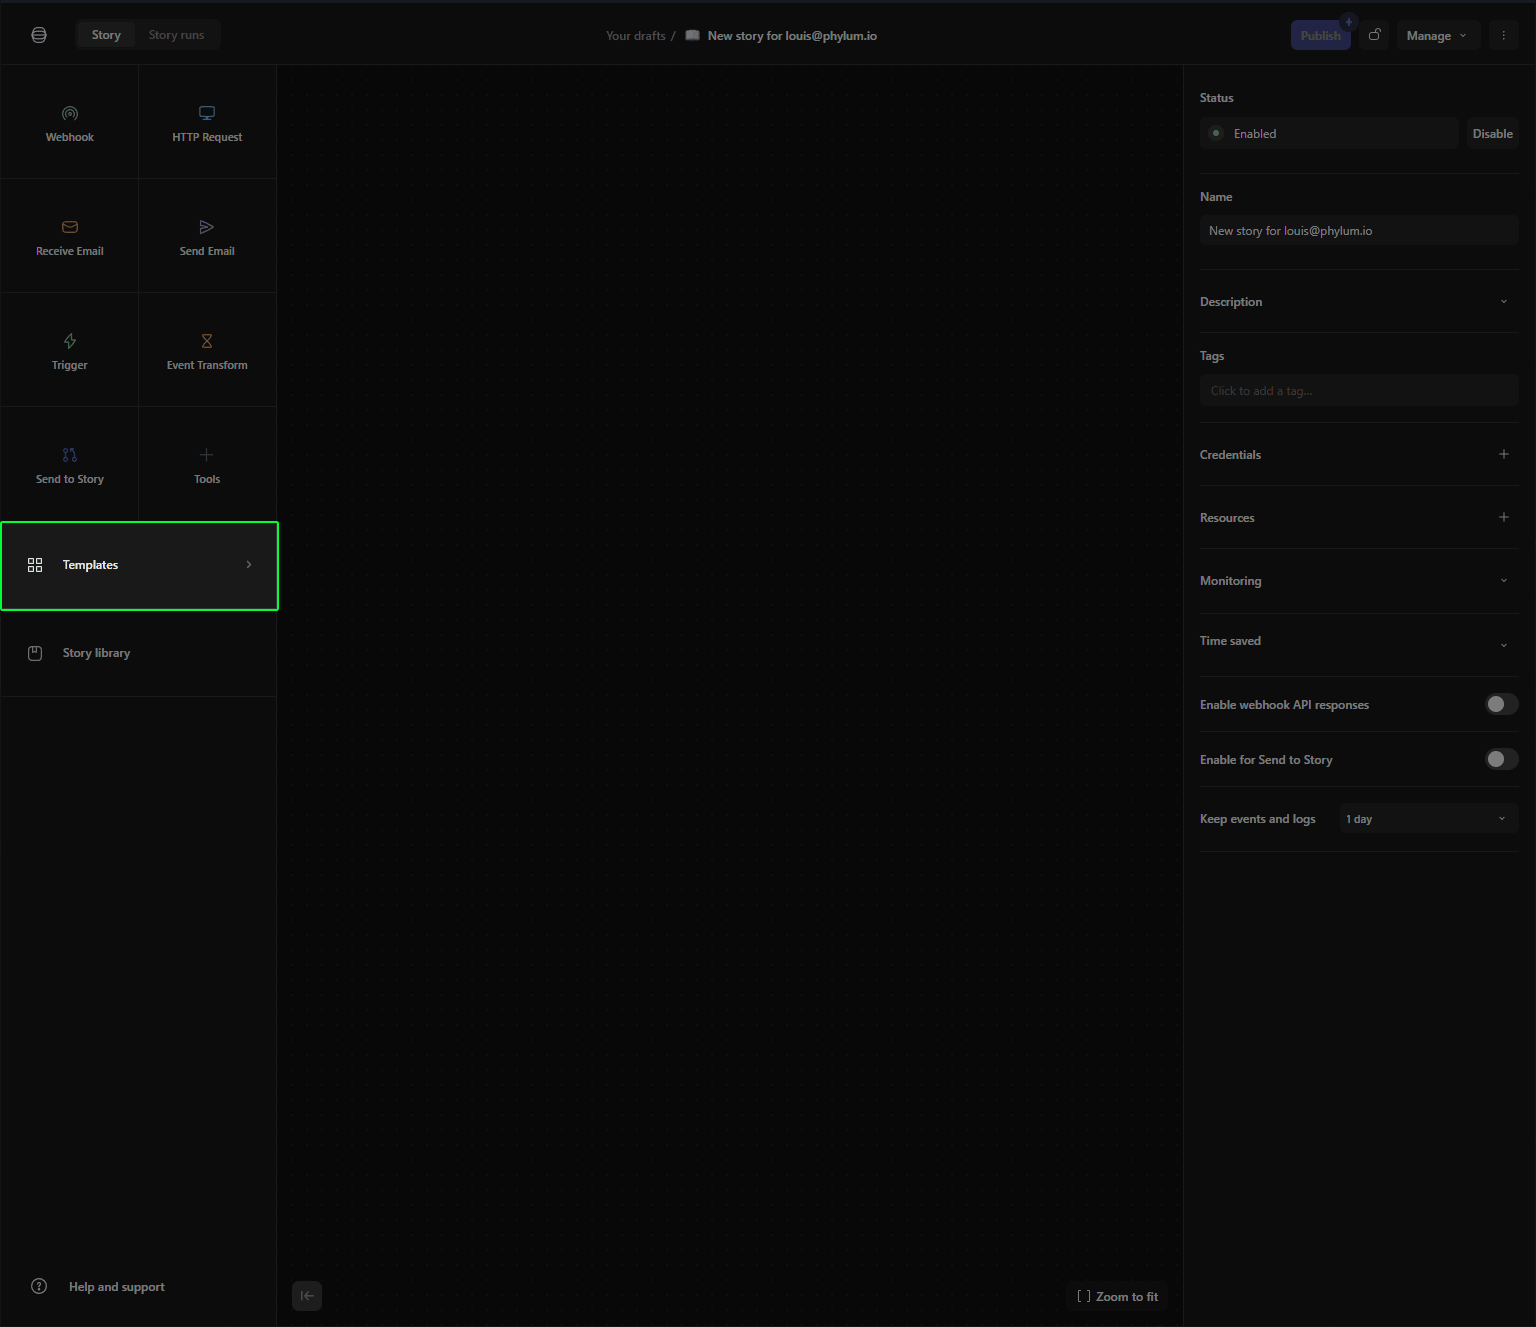 Story
Story runs
Your drafts /
New story for louis@phylum.io
Publish
Manage
Webhook
HTTP Request
Receive Email
Send Email
Trigger
Event Transform
Send to Story
Tools
Templates
Story library
Help and support
Zoom to fit
Status
Enabled
Disable
Name
New story for louis@phylum.io
Description
Tags
Click to add a tag...
Credentials
Resources
Monitoring
Time saved
Enable webhook API responses
Enable for Send to Story
Keep events and logs
1 day